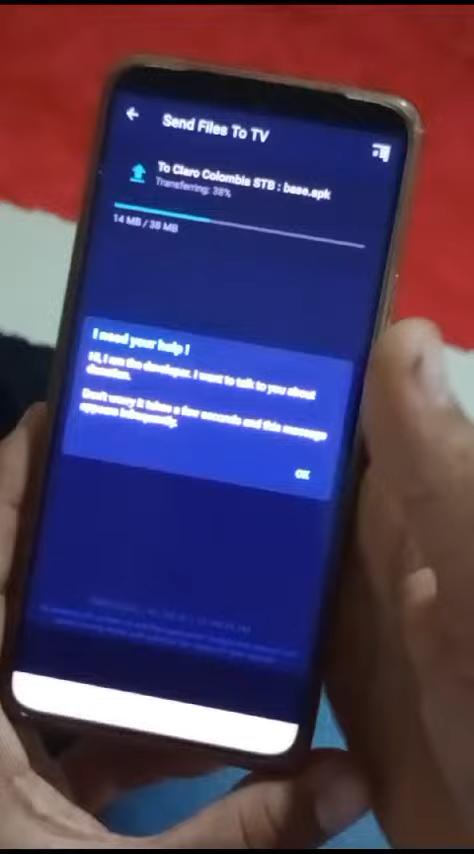 Send Files To TV
To Claro Colombia STB : base.apk
Transferring: 38%
14 MB / 38 MB
I need your help !
Hi, I am the developer. I want to talk to you about
donation.
Don't worry it takes a few seconds and this message
appears infrequently.
OK